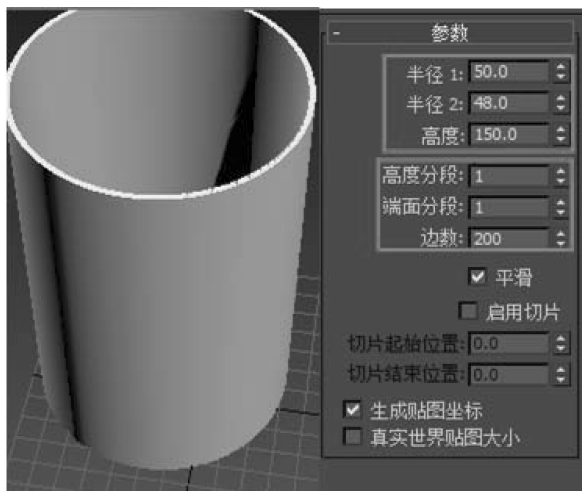 - 参数
半径 1: 50.0
半径 2: 48.0
高度: 150.0
高度分段: 1
端面分段: 1
边数: 200
平滑
启用切片
切片起始位置: 0.0
切片结束位置: 0.0
生成贴图坐标
真实世界贴图大小